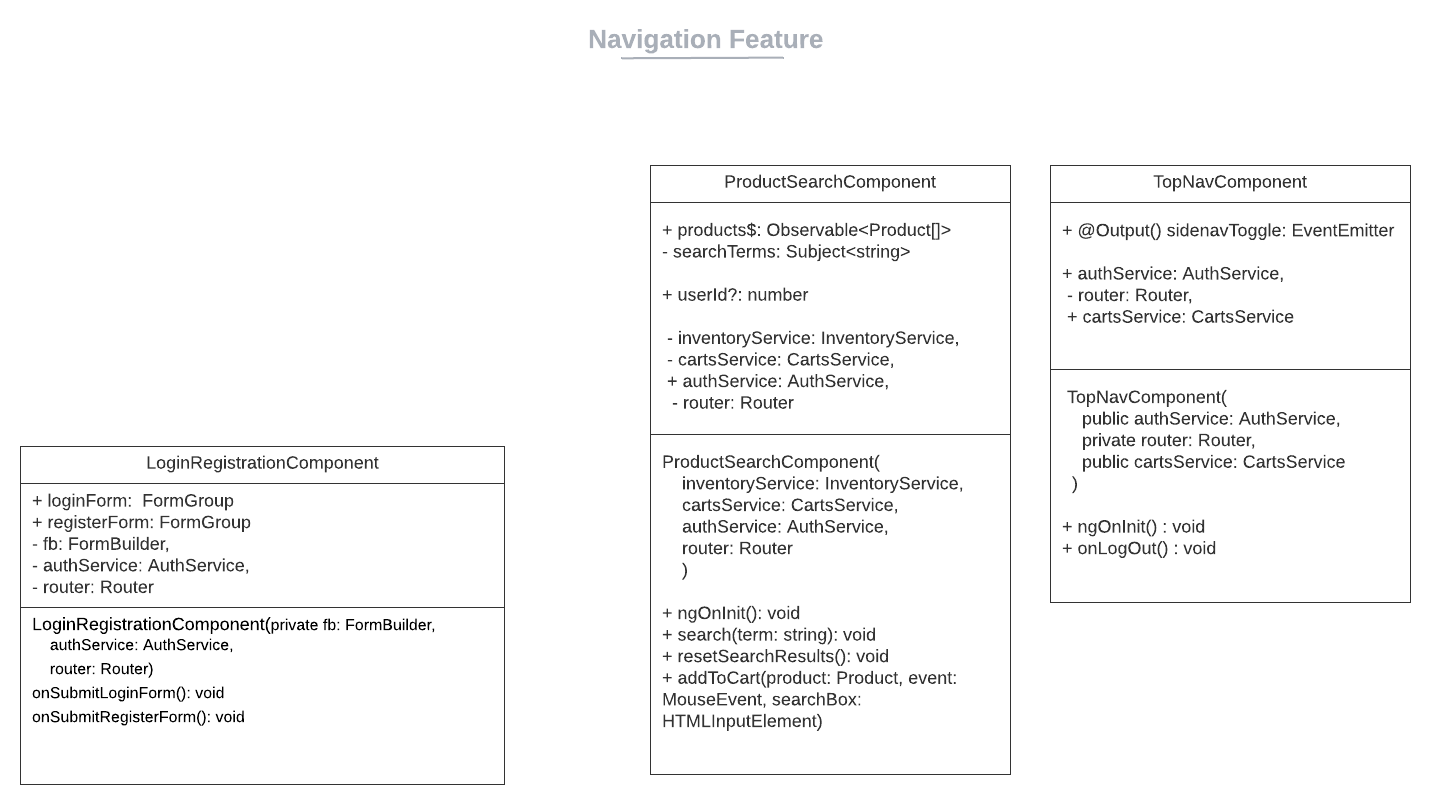 Navigation Feature
LoginRegistrationComponent
+ loginForm:  FormGroup
+ registerForm: FormGroup
- fb: FormBuilder,
- authService: AuthService,
- router: Router
LoginRegistrationComponent(private fb: FormBuilder,
authService: AuthService,
router: Router)
onSubmitLoginForm(): void
onSubmitRegisterForm(): void
ProductSearchComponent
+ products$: Observable<Product[]>
- searchTerms: Subject<string>
+ userId?: number
- inventoryService: InventoryService,
- cartsService: CartsService,
+ authService: AuthService,
- router: Router
ProductSearchComponent(
inventoryService: InventoryService,
cartsService: CartsService,
authService: AuthService,
router: Router
)
+ ngOnInit(): void
+ search(term: string): void
+ resetSearchResults(): void
+ addToCart(product: Product, event:
MouseEvent, searchBox:
HTMLInputElement)
TopNavComponent
+ @Output() sidenavToggle: EventEmitter
+ authService: AuthService,
- router: Router,
+ cartsService: CartsService
TopNavComponent(
public authService: AuthService,
private router: Router,
public cartsService: CartsService
)
+ ngOnInit() : void
+ onLogOut() : void